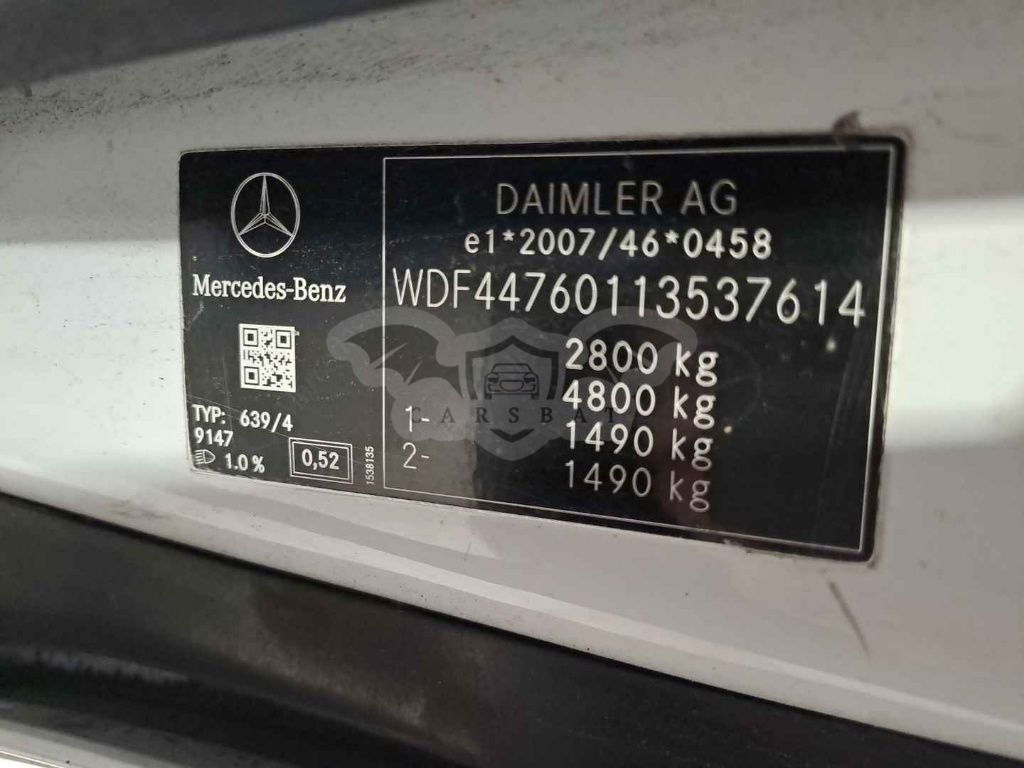 Mercedes-Benz
TYP: 639/4
9147
1.0 %
0,52
1538135
DAIMLER AG
e1*2007/46*0458
WDF44760113537614
2800 kg
4800 kg
1- 1490 kg
2- 1490 kg
CARSBAT